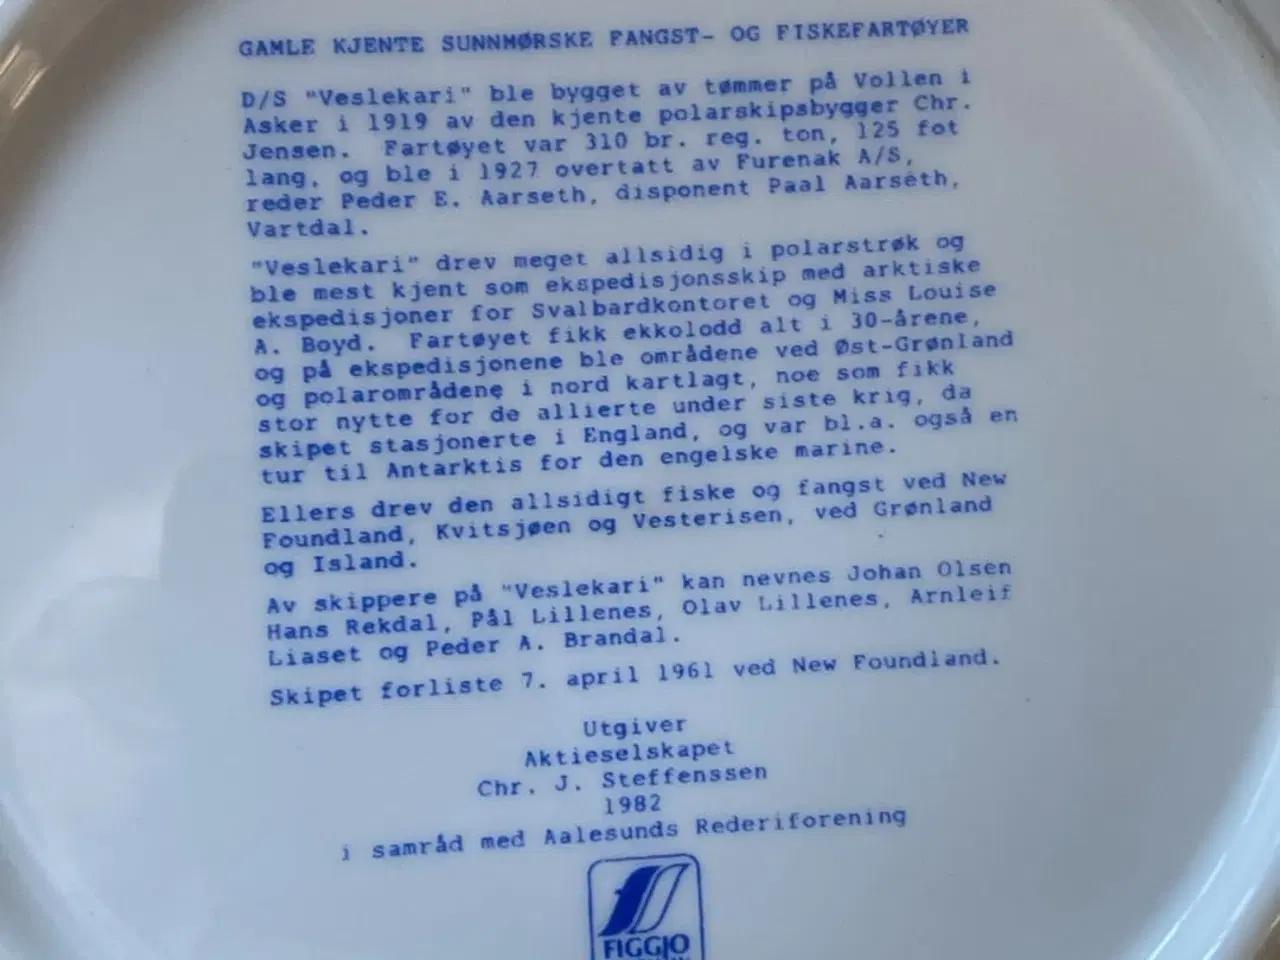 GAMLE KJENTE SUNNMØRSKE FANGST- OG FISKEFARTØYER
D/S "Veslekari" ble bygget av tømmer på Vollen i
Asker i 1919 av den kjente polarskipsbygger Chr.
Jensen. Fartøyet var 310 br. reg. ton, 125 fot
lang, og ble i 1927 overtatt av Furenak A/S,
reder Peder E. Aarseth, disponent Paal Aarseth,
Vartdal.
"Veslekari" drev meget allsidig i polarstrøk og
ble mest kjent som ekspedisjonsskip med arktiske
ekspedisjoner for Svalbardkontoret og Miss Louise
A. Boyd. Fartøyet fikk ekkolodd alt i 30-årene,
og på ekspedisjonene ble områdene ved Øst-Grønland
og polarområdene i nord kartlagt, noe som fikk
stor nytte for de allierte under siste krig, da
skipet stasjonerte i England, og var bl.a. også en
tur til Antarktis for den engelske marine.
Ellers drev den allsidigt fiske og fangst ved New
Foundland, Kvitsjøen og Vesterisen, ved Grønland
og Island.
Av skippere på "Veslekari" kan nevnes Johan Olsen
Hans Rekdal, Pål Lillenes, Olav Lillenes, Arnleif
Liaset og Peder A. Brandal.
Skipet forliste 7. april 1961 ved New Foundland.
Utgiver
Aktieselskapet
Chr. J. Steffenssen
1982
i samråd med Aalesunds Rederiforening
FIGGJO